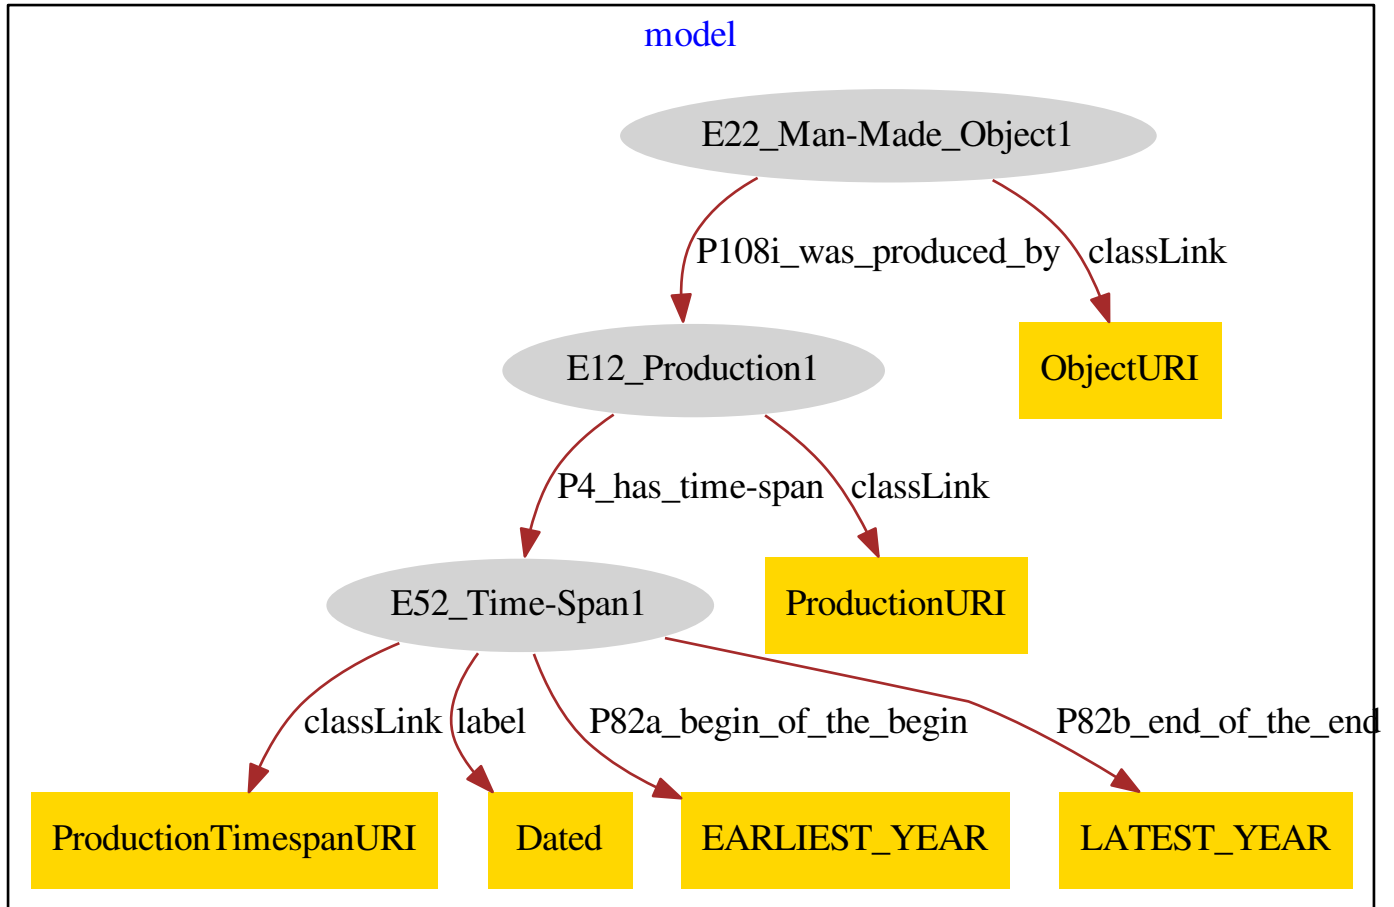 model
E22_Man-Made_Object1
P108i_was_produced_by classLink
E12_Production1 ObjectURI
P4_has_time-span classLink
E52_Time-Span1 ProductionURI
classLink label P82a_begin_of_the_begin P82b_end_of_the_end
ProductionTimespanURI Dated EARLIEST_YEAR LATEST_YEAR